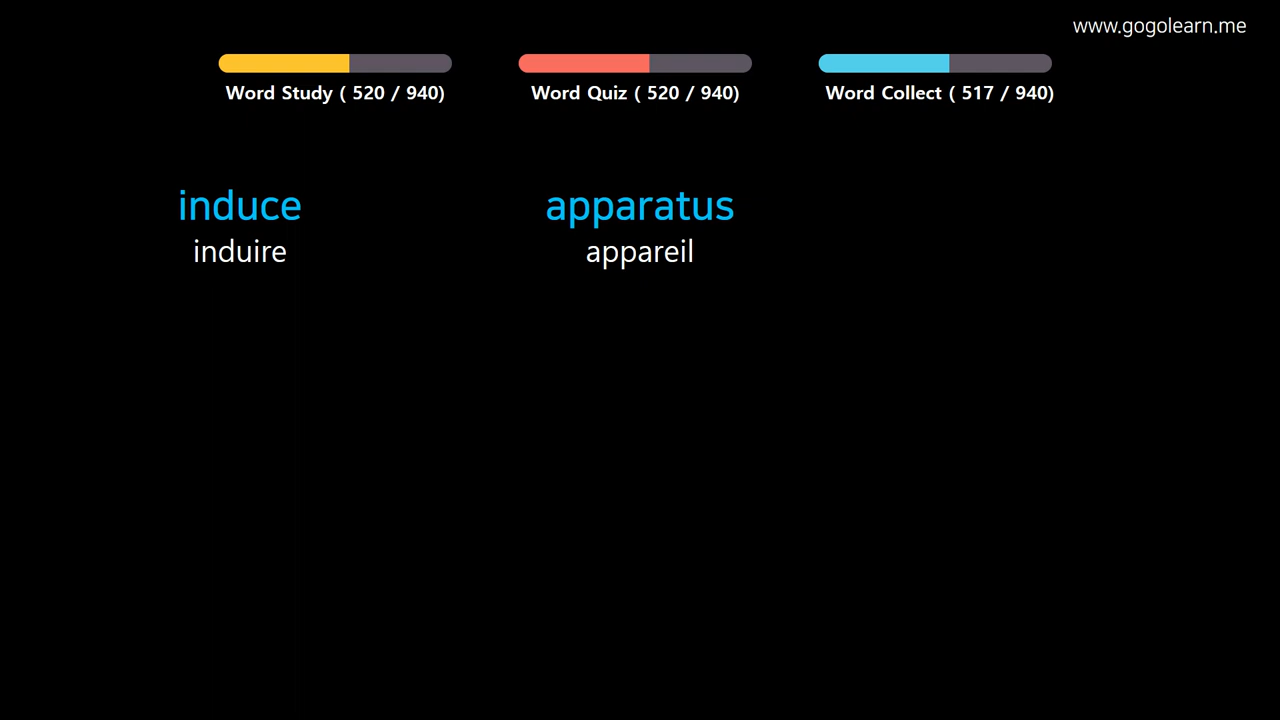 www.gogolearn.me
Word Study ( 520 / 940)
Word Quiz ( 520 / 940)
Word Collect ( 517 / 940)
induce
induire
apparatus
appareil